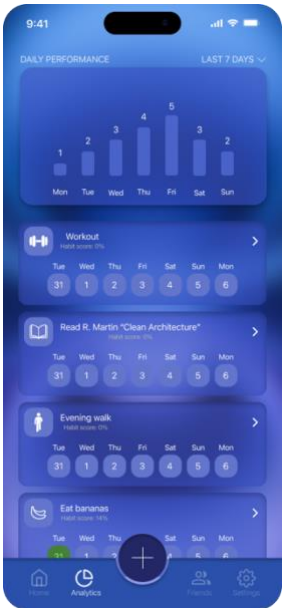 9:41
DAILY PERFORMANCE LAST 7 DAYS
5
4
3 3
2 2
1
Mon Tue Wed Thu Fri Sat Sun
Workout
Habit score: 0%
Tue Wed Thu Fri Sat Sun Mon
31 1 2 3 4 5 6
Read R. Martin "Clean Architecture"
Habit score: 0%
Tue Wed Thu Fri Sat Sun Mon
31 1 2 3 4 5 6
Evening walk
Habit score: 0%
Tue Wed Thu Fri Sat Sun Mon
31 1 2 3 4 5 6
Eat bananas
Habit score: 14%
Tue Wed Thu Sat Sun Mon
31 1 2 4 5 6
Home Analytics Friends Settings